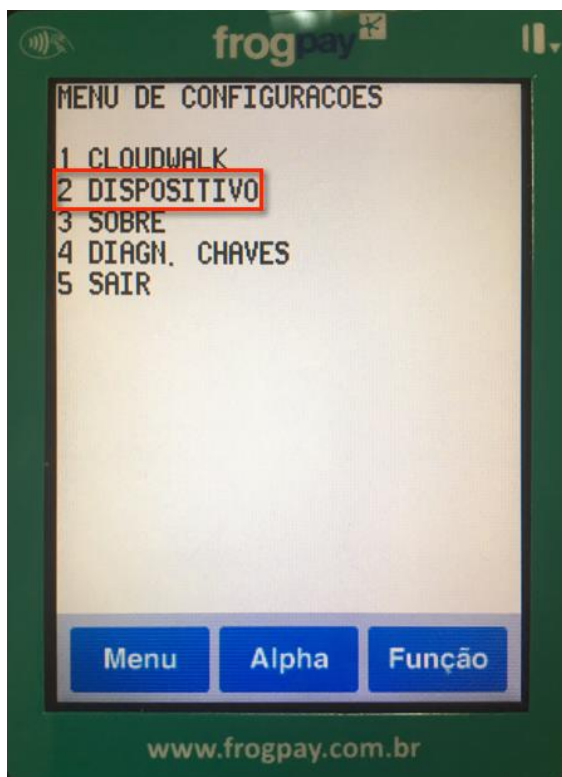 frogpay
MENU DE CONFIGURACOES
1 CLOUDWALK
2 DISPOSITIVO
3 SOBRE
4 DIAGN. CHAVES
5 SAIR
Menu
Alpha
Função
www.frogpay.com.br